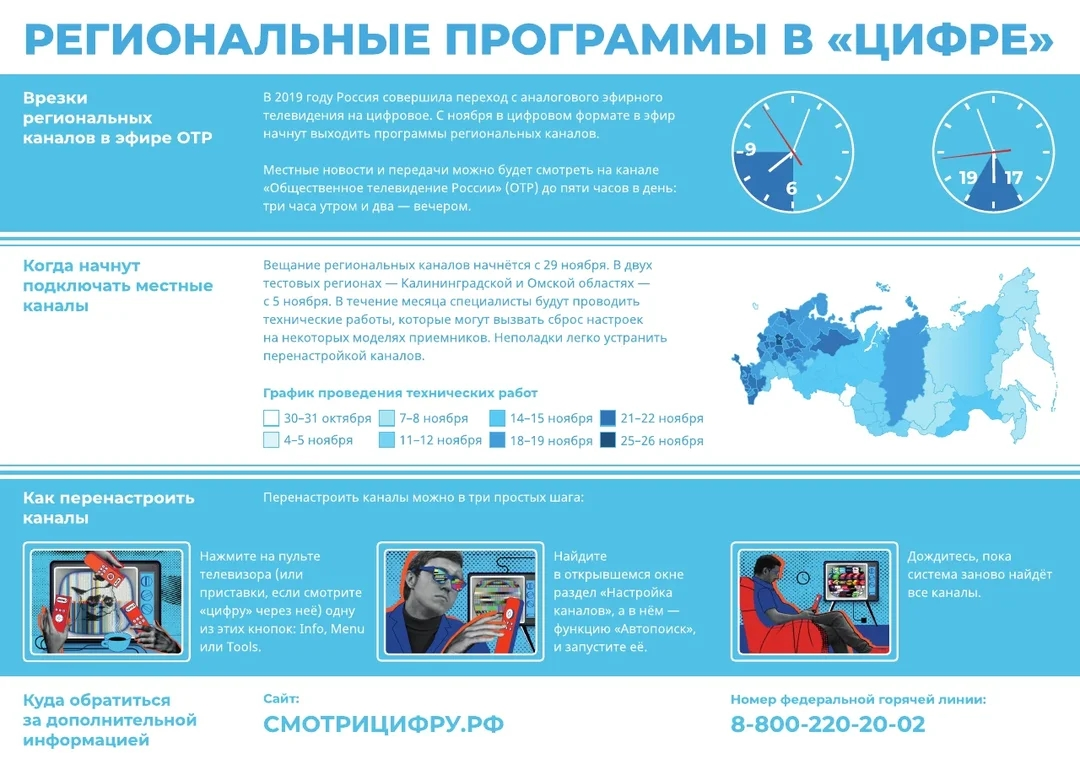 РЕГИОНАЛЬНЫЕ ПРОГРАММЫ В «ЦИФРЕ»
Врезки
региональных
каналов в эфире ОТР
В 2019 году Россия совершила переход с аналогового эфирного
телевидения на цифровое. С ноября в цифровом формате в эфир
начнут выходить программы региональных каналов.
Местные новости и передачи можно будет смотреть на канале
«Общественное телевидение России» (ОТР) до пяти часов в день:
три часа утром и два — вечером.
9
6
19
17
Когда начнут
подключать местные
каналы
Вещание региональных каналов начнётся с 29 ноября. В двух
тестовых регионах — Калининградской и Омской областях —
с 5 ноября. В течение месяца специалисты будут проводить
технические работы, которые могут вызвать сброс настроек
на некоторых моделях приемников. Неполадки легко устранить
перенастройкой каналов.
График проведения технических работ
30–31 октября
7–8 ноября
14–15 ноября
21–22 ноября
4–5 ноября
11–12 ноября
18–19 ноября
25–26 ноября
Как перенастроить
каналы
Перенастроить каналы можно в три простых шага:
Нажмите на пульте
телевизора (или
приставки, если смотрите
«цифру» через неё) одну
из этих кнопок: Info, Menu
или Tools.
Найдите
в открывшемся окне
раздел «Настройка
каналов», а в нём —
функцию «Автопоиск»,
и запустите её.
Дождитесь, пока
система заново найдёт
все каналы.
Куда обратиться
за дополнительной
информацией
Сайт:
СМОТРИЦИФРУ.РФ
Номер федеральной горячей линии:
8-800-220-20-02